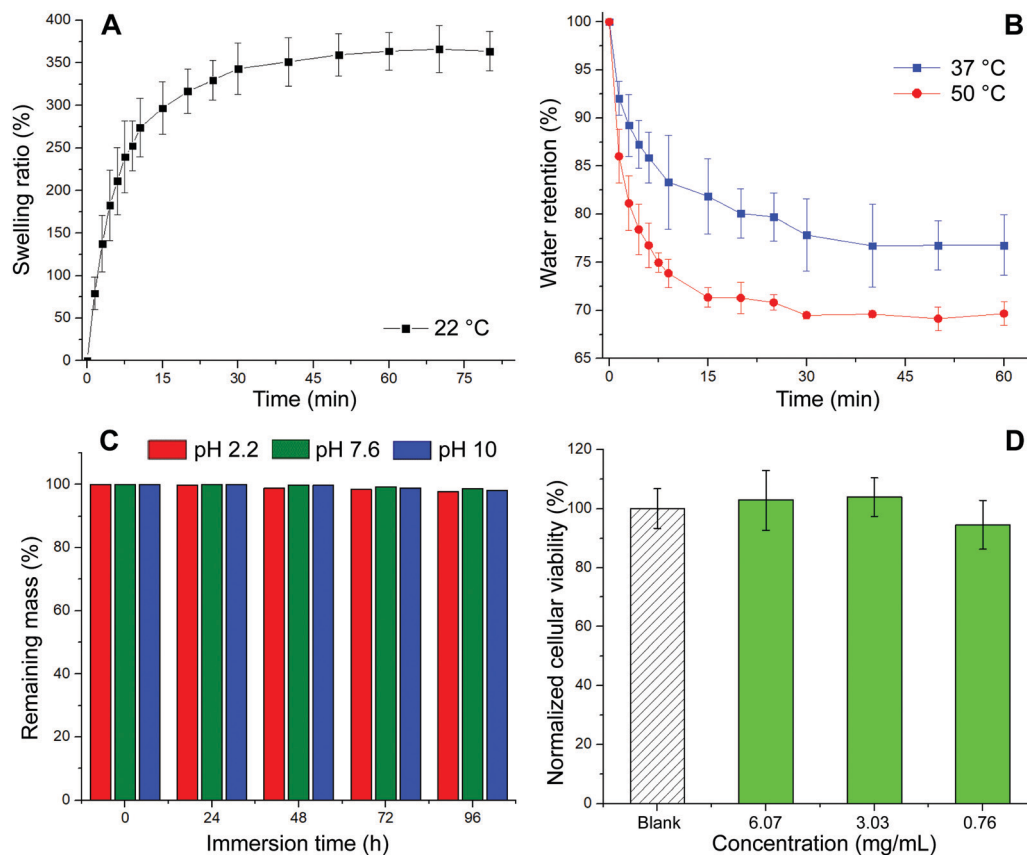 A
Swelling ratio (%)
400
350
300
250
200
150
100
50
0
22 °C
0 15 30 45 60 75
Time (min)
B
Water retention (%)
100
95
90
85
80
75
70
65
37 °C
50 °C
0 15 30 45 60
Time (min)
C
pH 2.2 pH 7.6 pH 10
Remaining mass (%)
100
80
60
40
20
0
0 24 48 72 96
Immersion time (h)
D
Normalized cellular viability (%)
120
100
80
60
40
20
0
Blank 6.07 3.03 0.76
Concentration (mg/mL)